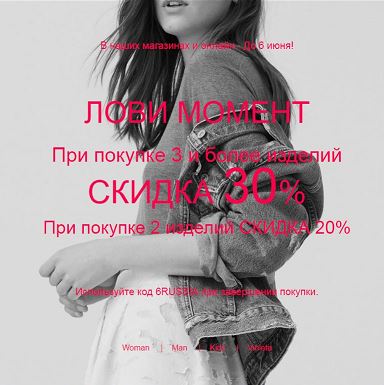 В наших магазинах и онлайн. До 6 июня!
ЛОВИ МОМЕНТ
При покупке 3 и более изделий
СКИДКА 30%
При покупке 2 изделий СКИДКА 20%
Используйте код при завершении покупки.
Woman | Man | Kids | Violeta